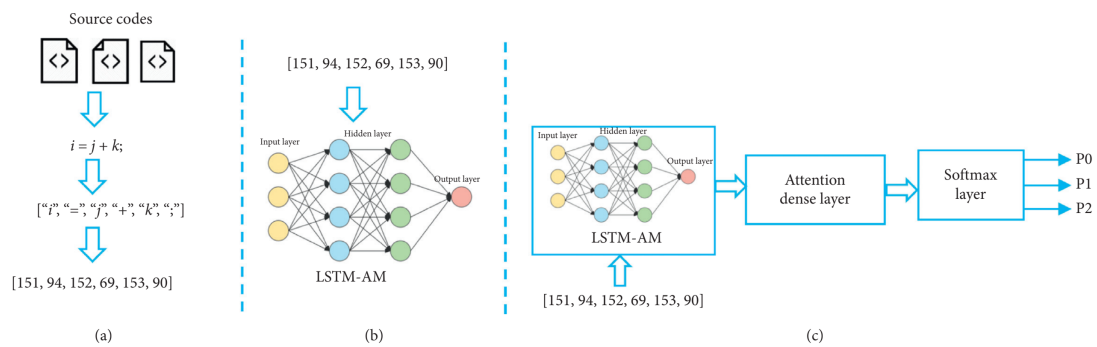 Source codes
<>
<>
<>
i = j + k;
["i", "=", "j", "+", "k", ";"]
[151, 94, 152, 69, 153, 90]
(a)
[151, 94, 152, 69, 153, 90]
Input layer
Hidden layer
Output layer
LSTM-AM
(b)
Input layer
Hidden layer
Output layer
LSTM-AM
[151, 94, 152, 69, 153, 90]
Attention
dense layer
Softmax
layer
P0
P1
P2
(c)